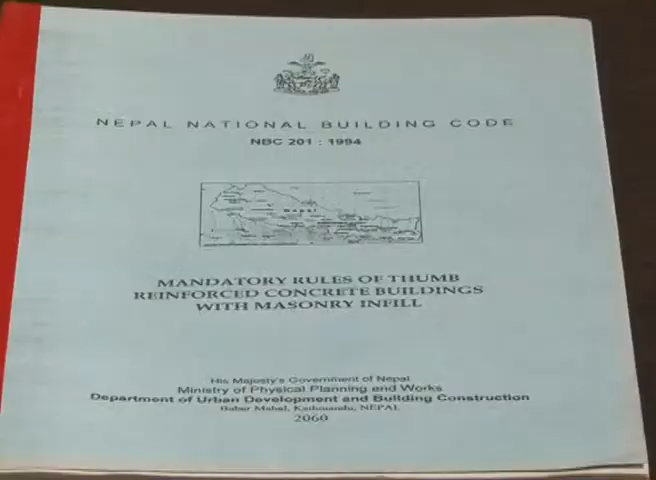 NEPAL NATIONAL BUILDING CODE
NBC 201 : 1994
NEPAL
MANDATORY RULES OF THUMB
REINFORCED CONCRETE BUILDINGS
WITH MASONRY INFILL
His Majesty's Government of Nepal
Ministry of Physical Planning and Works
Department of Urban Development and Building Construction
Babar Mahal, Kathmandu, NEPAL
2060